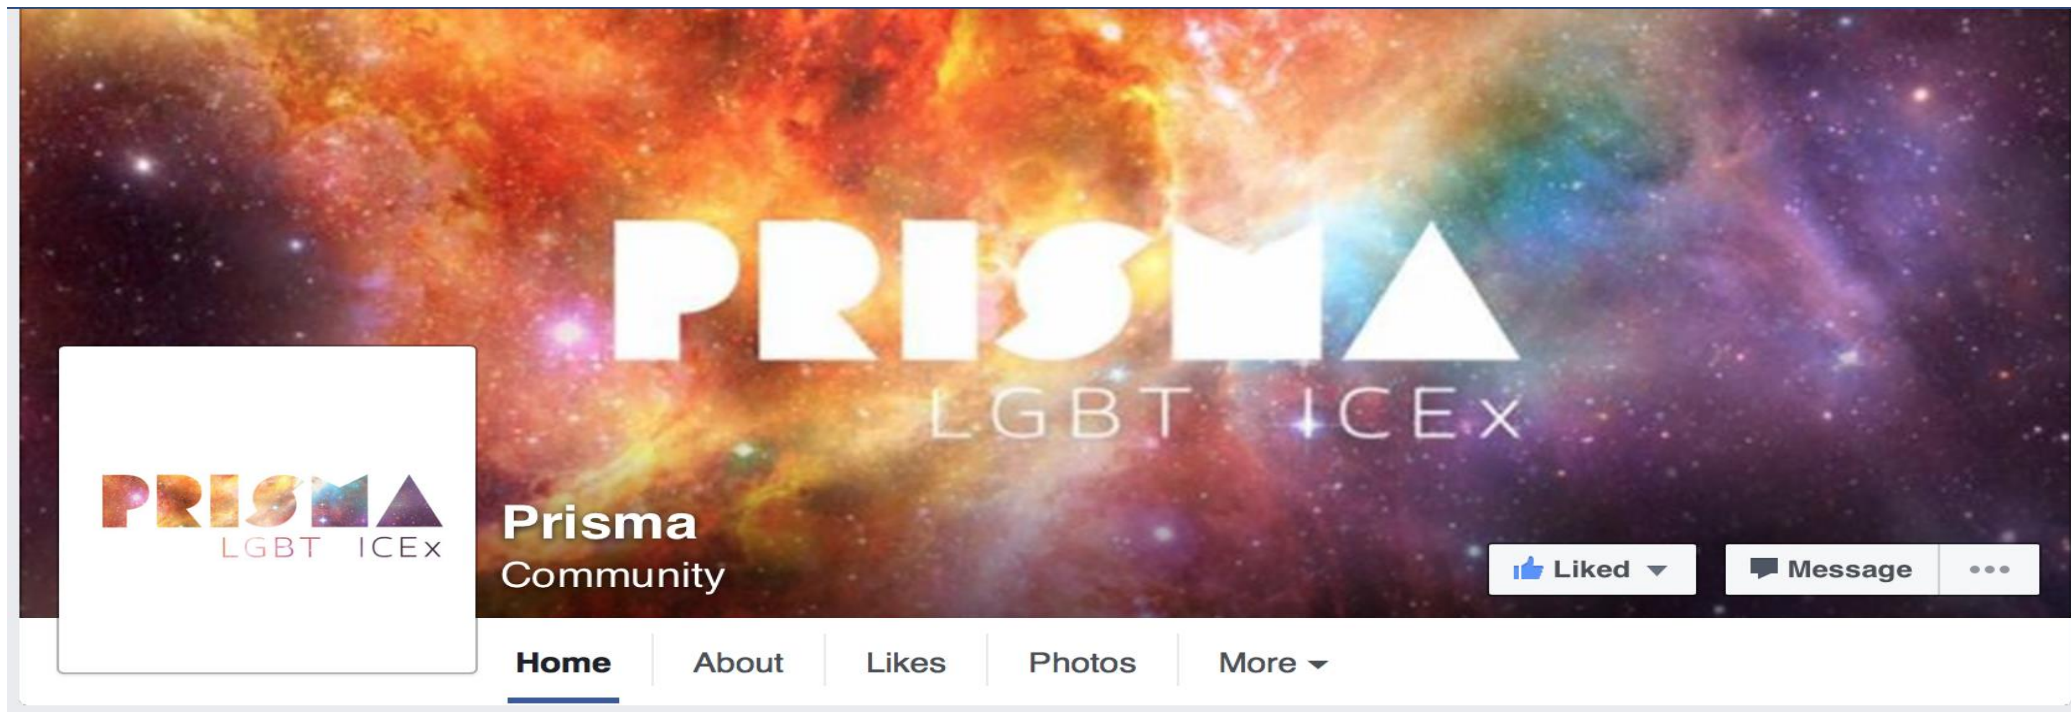 PRISMA
LGBT ICEx
PRISMA
LGBT ICEx
Prisma
Community
Liked
Message
Home
About
Likes
Photos
More